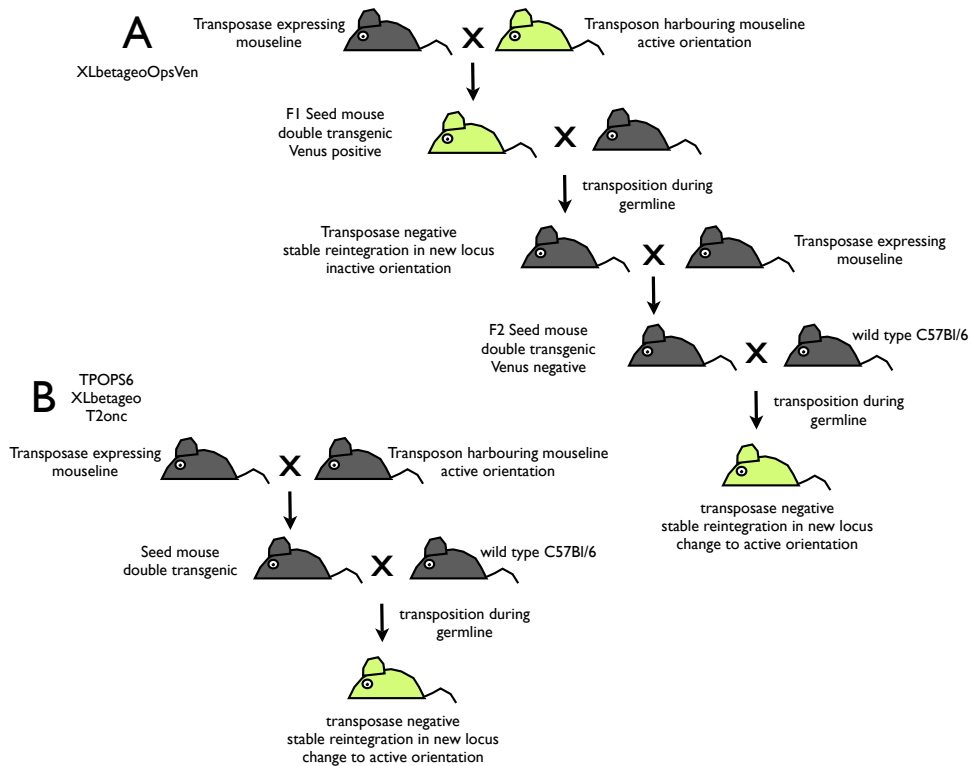 A
XLbetageoOpsVen
Transposase expressing
mouseline
X
Transposon harbouring mouseline
active orientation
F1 Seed mouse
double transgenic
Venus positive
X
transposition during
germline
Transposase negative
stable reintegration in new locus
inactive orientation
X
Transposase expressing
mouseline
F2 Seed mouse
double transgenic
Venus negative
X
wild type C57Bl/6
transposition during
germline
transposase negative
stable reintegration in new locus
change to active orientation
B
TPOPS6
XLbetageo
T2onc
Transposase expressing
mouseline
X
Transposon harbouring mouseline
active orientation
Seed mouse
double transgenic
X
wild type C57Bl/6
transposition during
germline
transposase negative
stable reintegration in new locus
change to active orientation